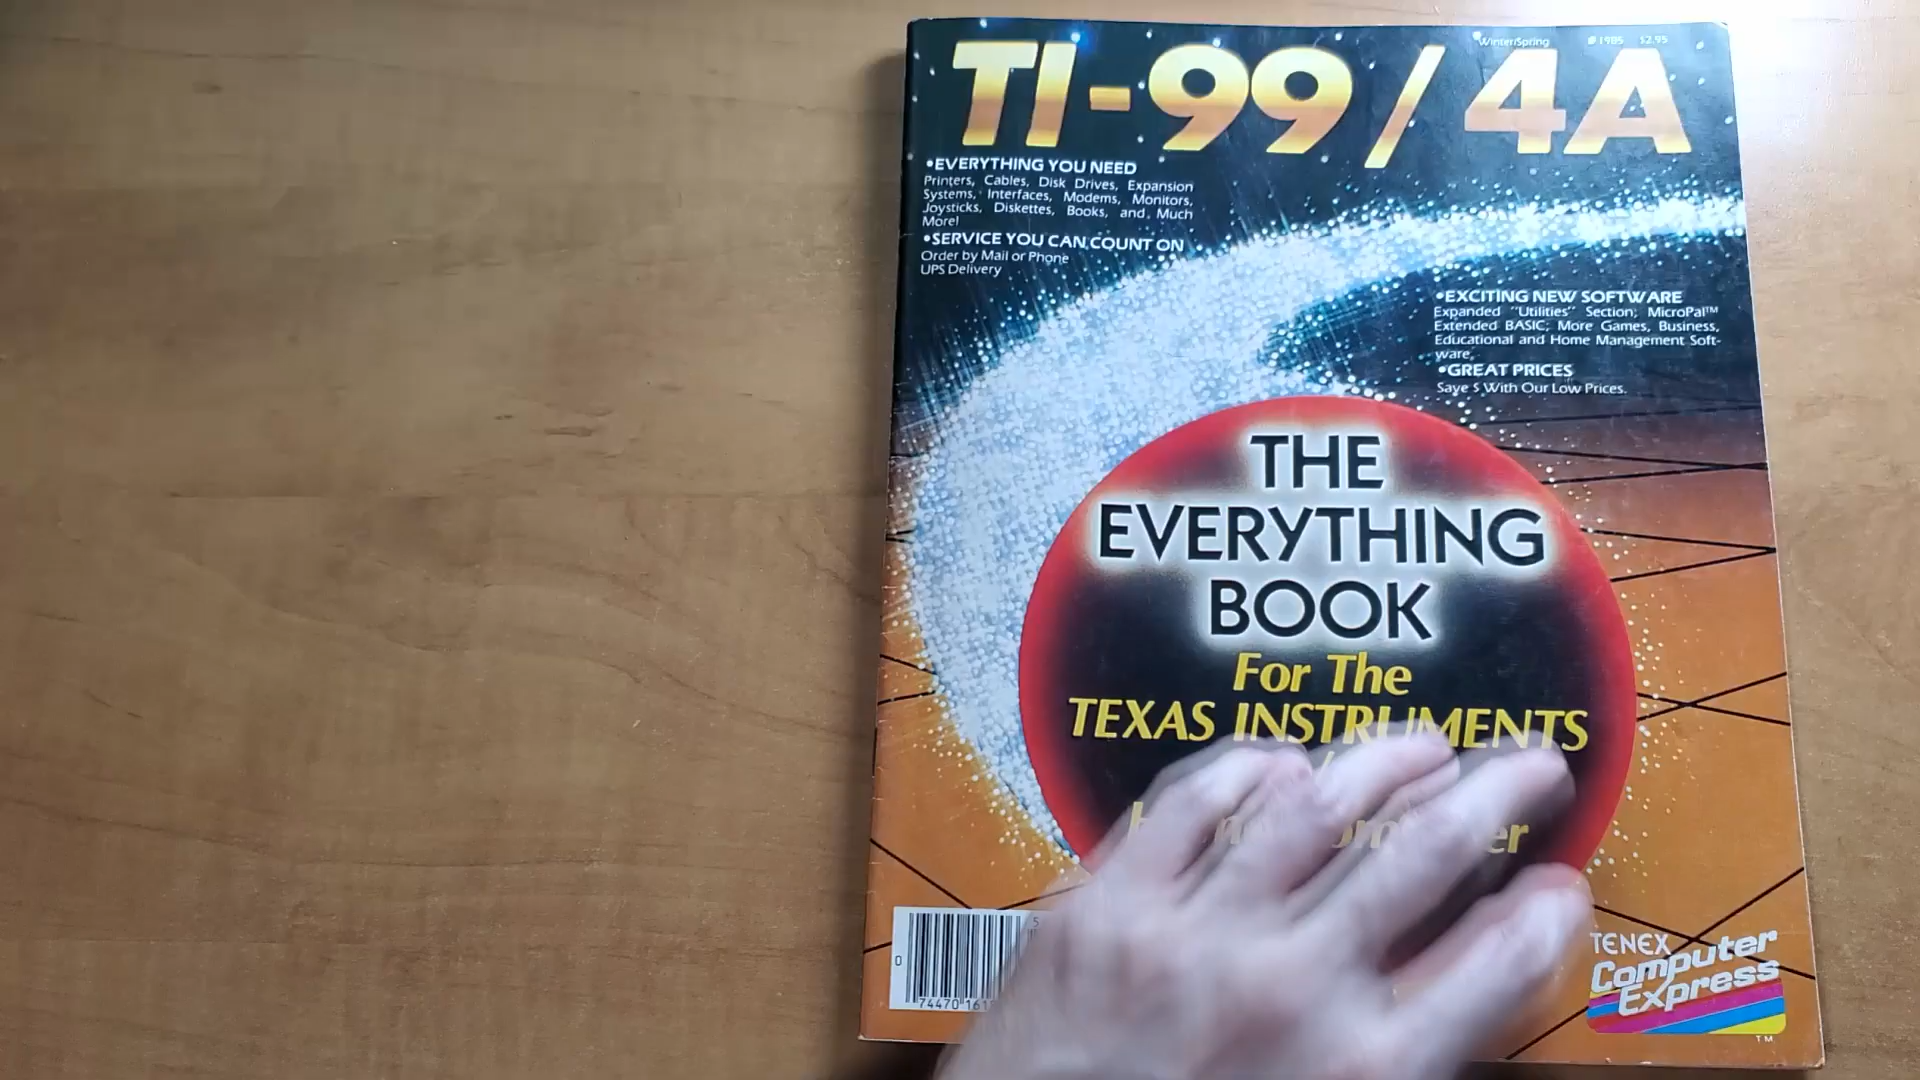 Winter/Spring 1985 $2.95
TI-99/4A
•EVERYTHING YOU NEED
Printers, Cables, Disk Drives, Expansion
Systems, Interfaces, Modems, Monitors,
Joysticks, Diskettes, Books, and Much
More!
•SERVICE YOU CAN COUNT ON
Order by Mail or Phone
UPS Delivery
•EXCITING NEW SOFTWARE
Expanded "Utilities" Section; MicroPal™
Extended BASIC; More Games, Business,
Educational and Home Management Soft-
ware.
•GREAT PRICES
Save $ With Our Low Prices.
THE
EVERYTHING
BOOK
For The
TEXAS INSTRUMENTS
0
74470
TENEX
Computer
Express
TM